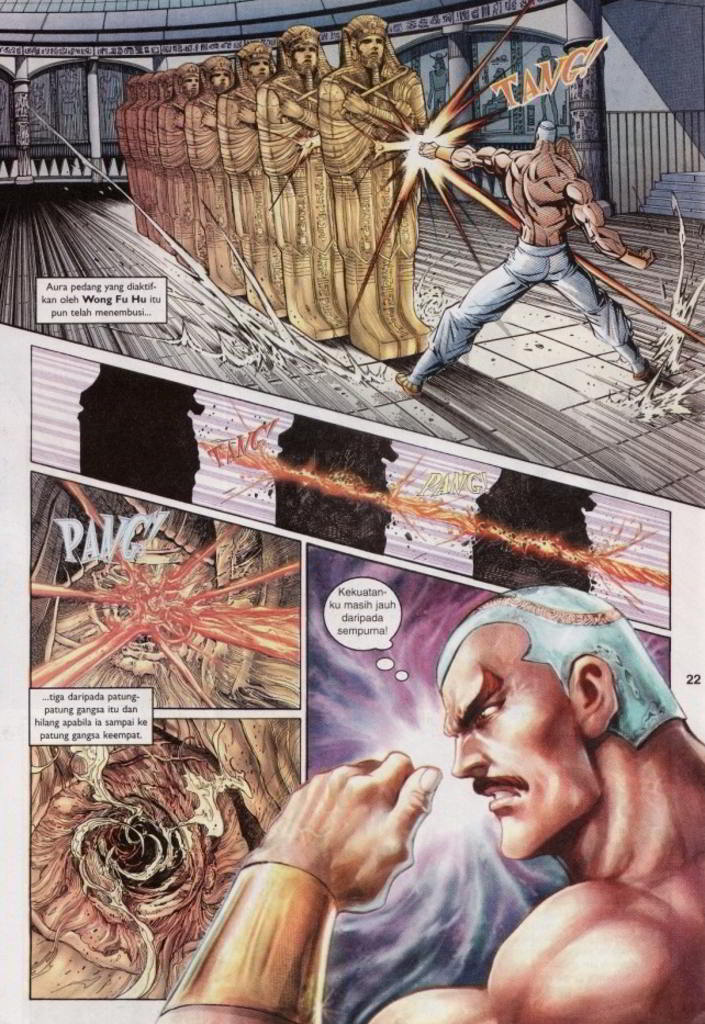 TANG!
Aura pedang yang diaktif-
kan oleh Wong Fu Hu itu
pun telah menembusi...
TANG!
PANG!
PANG!
...tiga daripada patung-
patung gangsa itu dan
hilang apabila ia sampai ke
patung gangsa keempat.
Kekuatan-
ku masih jauh
daripada
sempurna!
22